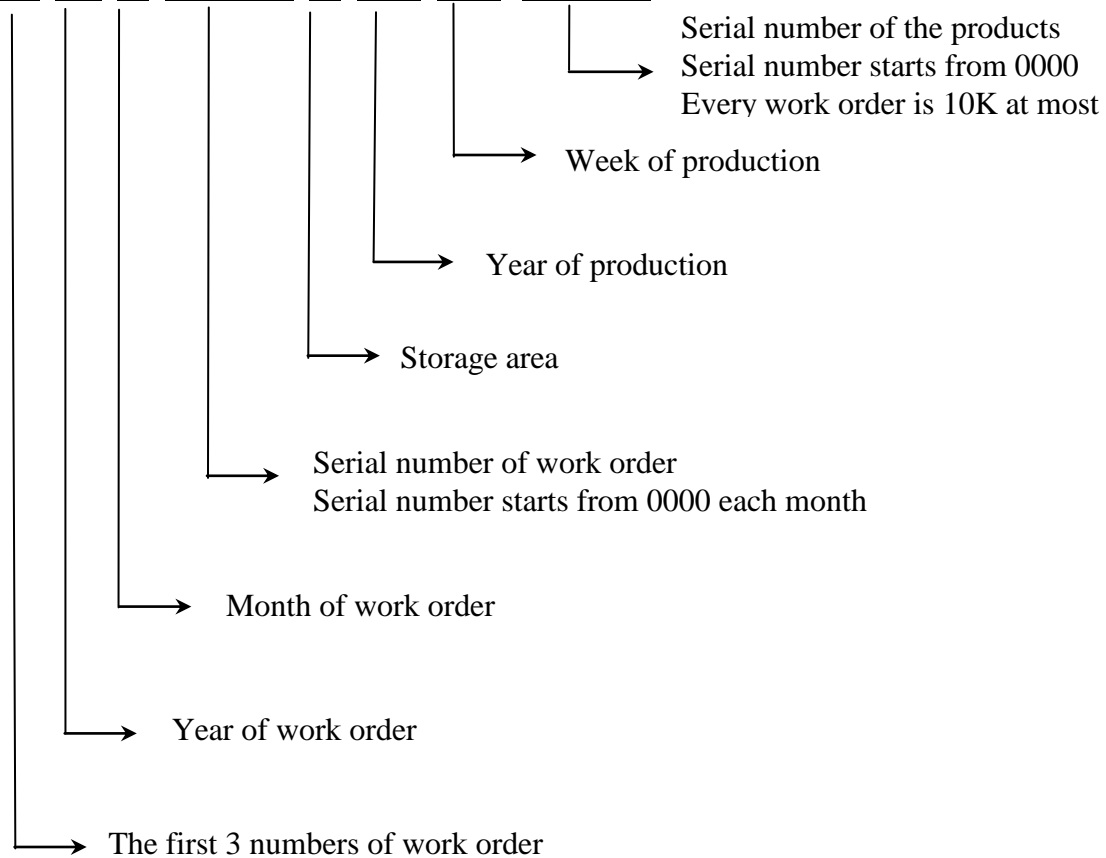 Serial number of the products
Serial number starts from 0000
Every work order is 10K at most
Week of production
Year of production
Storage area
Serial number of work order
Serial number starts from 0000 each month
Month of work order
Year of work order
The first 3 numbers of work order